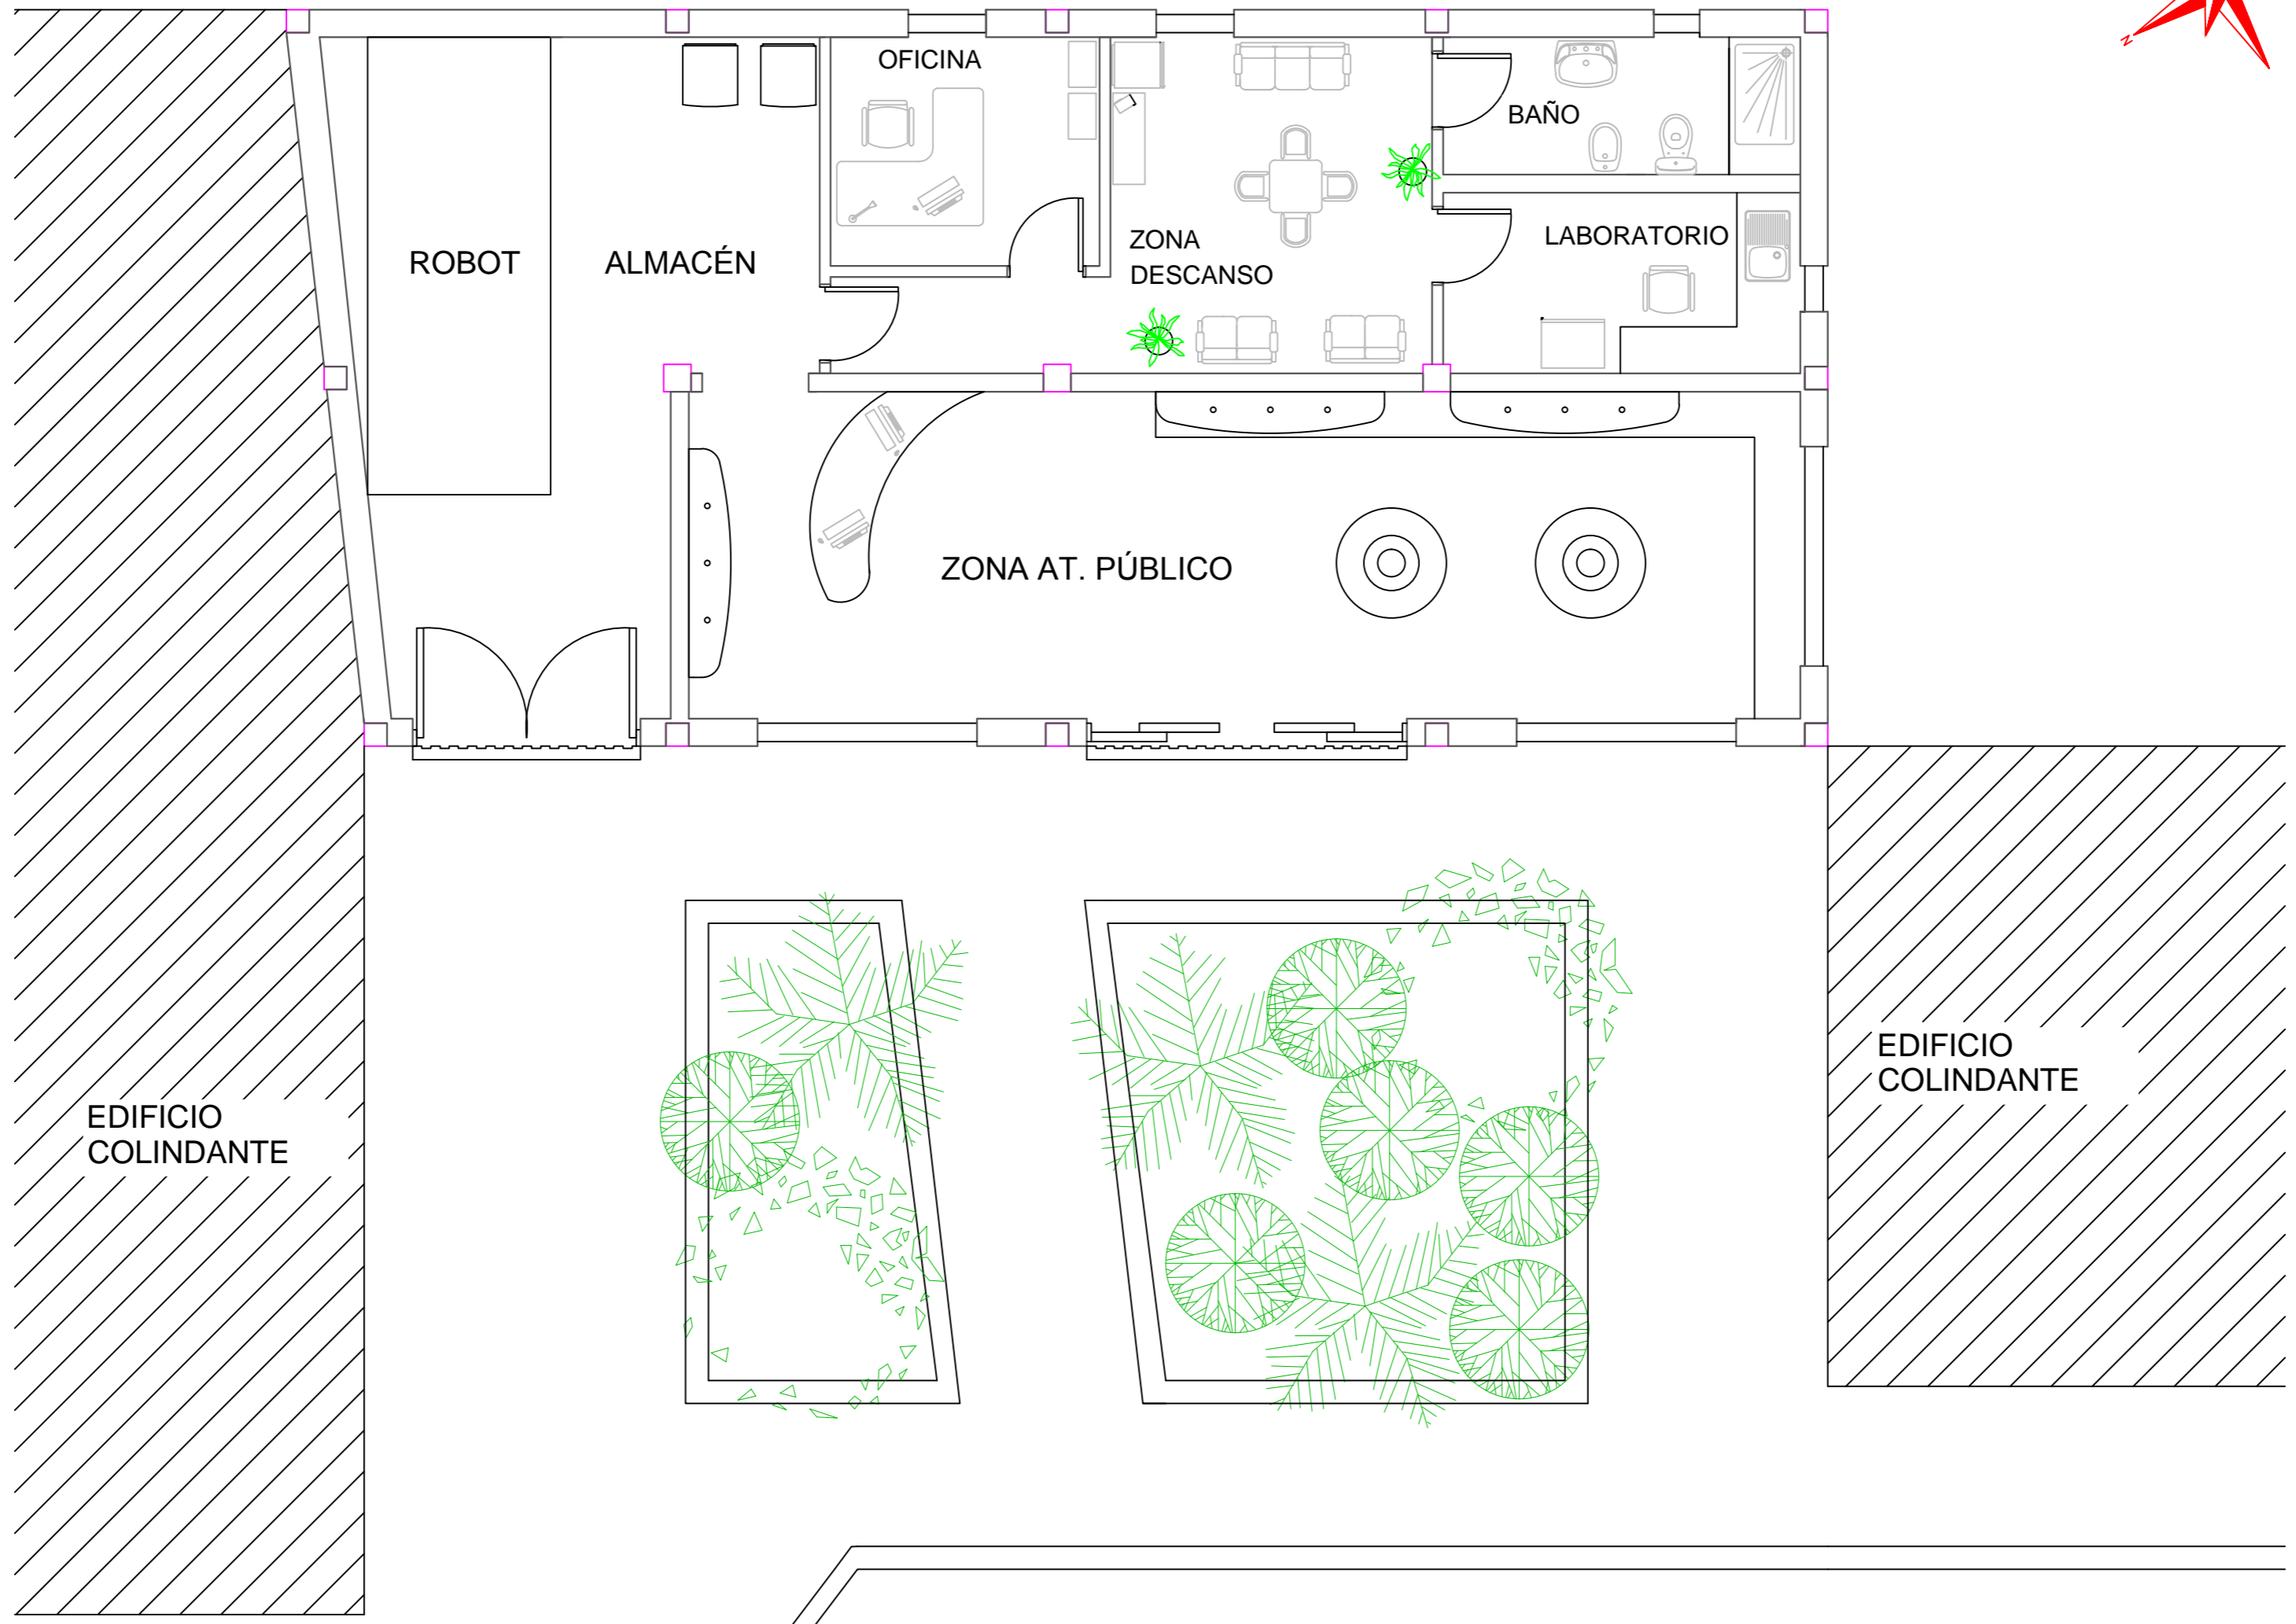 N
OFICINA
BAÑO
ROBOT
ALMACÉN
ZONA
DESCANSO
LABORATORIO
ZONA AT. PÚBLICO
EDIFICIO
COLINDANTE
EDIFICIO
COLINDANTE